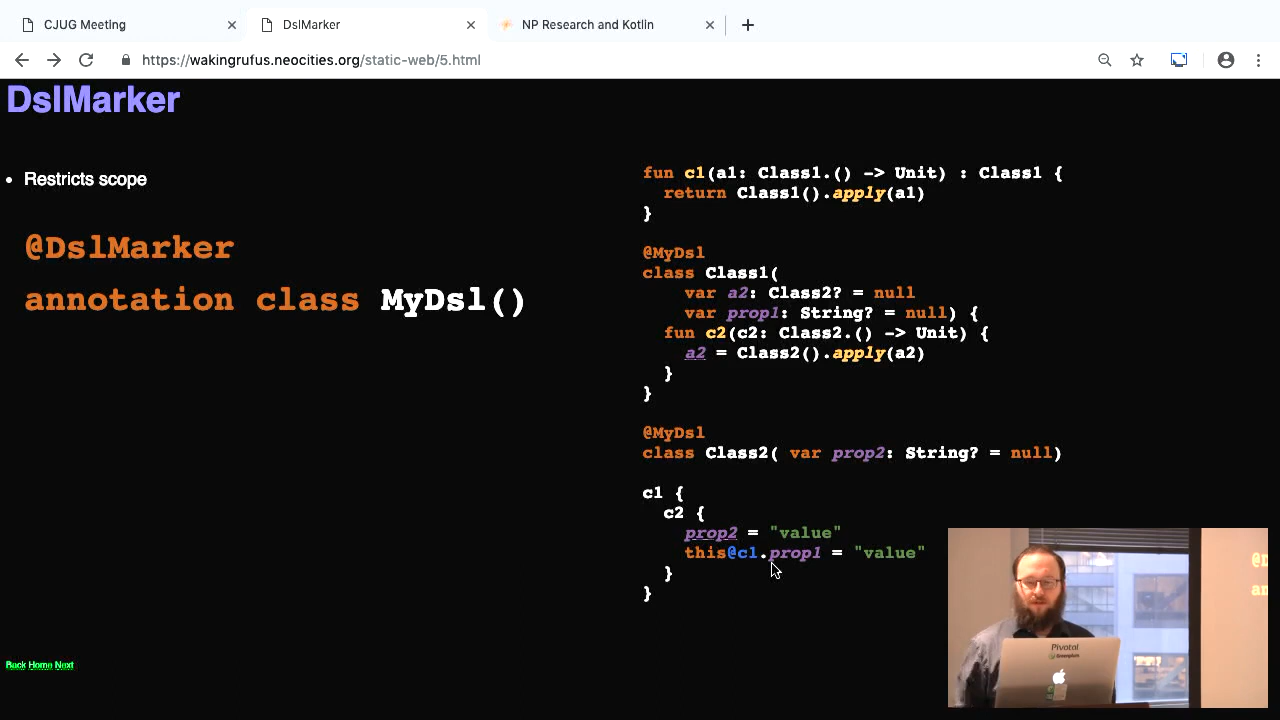 CJUG Meeting
DslMarker
NP Research and Kotlin
https://wakingrufus.neocities.org/static-web/5.html
DslMarker
• Restricts scope
@DslMarker
annotation class MyDsl()
fun c1(a1: Class1.() -> Unit) : Class1 {
return Class1().apply(a1)
}
@MyDsl
class Class1(
var a2: Class2? = null
var prop1: String? = null) {
fun c2(c2: Class2.() -> Unit) {
a2 = Class2().apply(a2)
}
}
@MyDsl
class Class2( var prop2: String? = null)
c1 {
c2 {
prop2 = "value"
this@c1.prop1 = "value"
}
}
Back Home Next
Pivotal
Greenplum